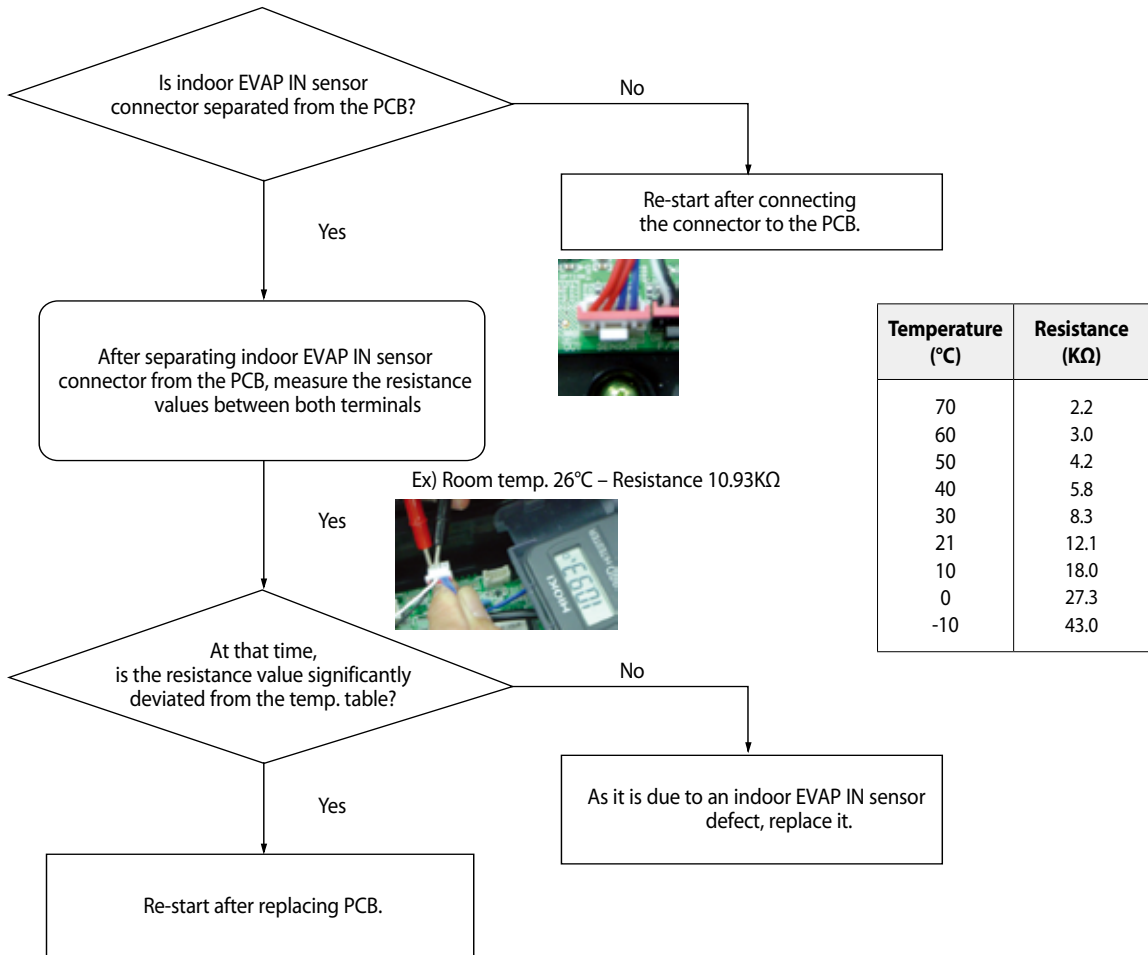 Is indoor EVAP IN sensor
connector separated from the PCB?
No
Re-start after connecting
the connector to the PCB.
Yes
After separating indoor EVAP IN sensor
connector from the PCB, measure the resistance
values between both terminals
Ex) Room temp. 26°C – Resistance 10.93KΩ
HIOKI
Yes
At that time,
is the resistance value significantly
deviated from the temp. table?
No
As it is due to an indoor EVAP IN sensor
defect, replace it.
Yes
Re-start after replacing PCB.
Temperature (°C) Resistance (KΩ)
70 2.2
60 3.0
50 4.2
40 5.8
30 8.3
21 12.1
10 18.0
0 27.3
-10 43.0